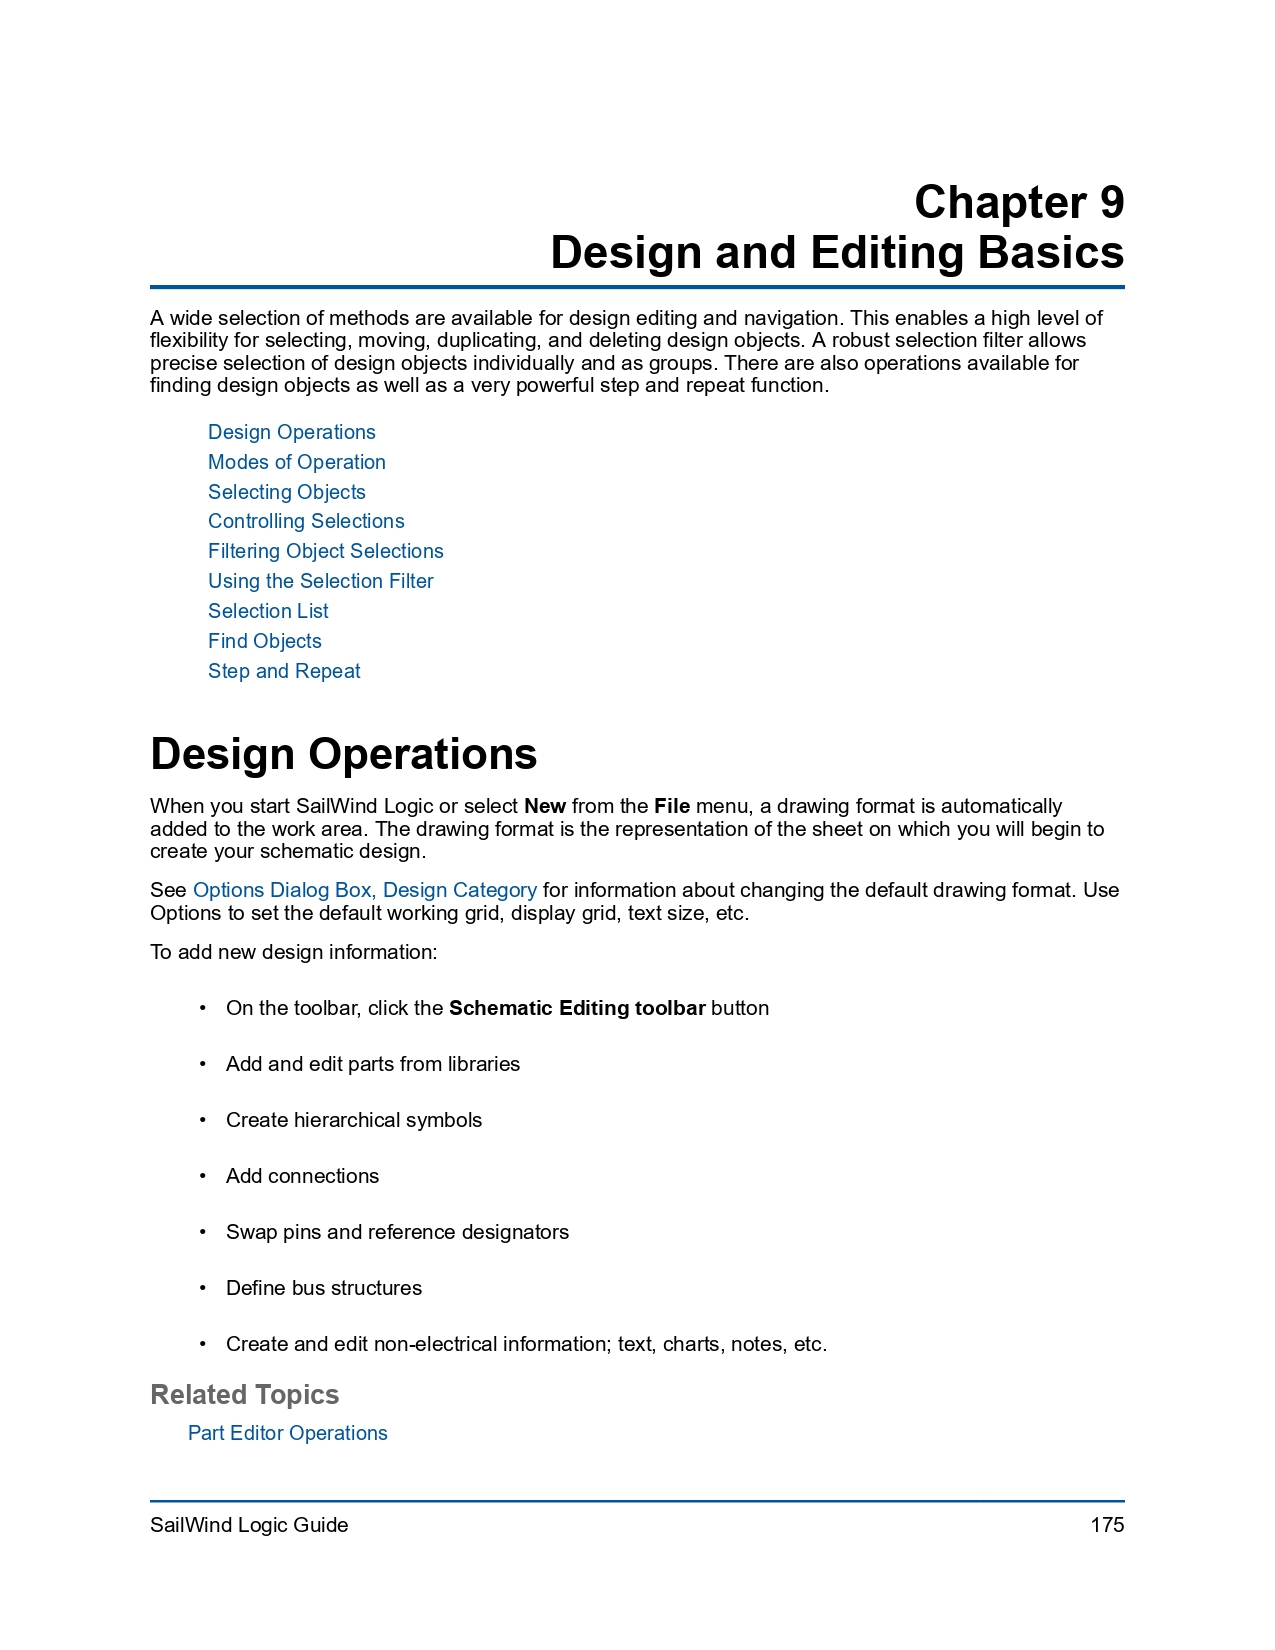 Chapter 9
Design and Editing Basics
A wide selection of methods are available for design editing and navigation. This enables a high level of
flexibility for selecting, moving, duplicating, and deleting design objects. A robust selection filter allows
precise selection of design objects individually and as groups. There are also operations available for
finding design objects as well as a very powerful step and repeat function.
Design Operations
Modes of Operation
Selecting Objects
Controlling Selections
Filtering Object Selections
Using the Selection Filter
Selection List
Find Objects
Step and Repeat
Design Operations
When you start SailWind Logic or select New from the File menu, a drawing format is automatically
added to the work area. The drawing format is the representation of the sheet on which you will begin to
create your schematic design.
See Options Dialog Box, Design Category for information about changing the default drawing format. Use
Options to set the default working grid, display grid, text size, etc.
To add new design information:
• On the toolbar, click the Schematic Editing toolbar button
• Add and edit parts from libraries
• Create hierarchical symbols
• Add connections
• Swap pins and reference designators
• Define bus structures
• Create and edit non-electrical information; text, charts, notes, etc.
Related Topics
Part Editor Operations
SailWind Logic Guide 175